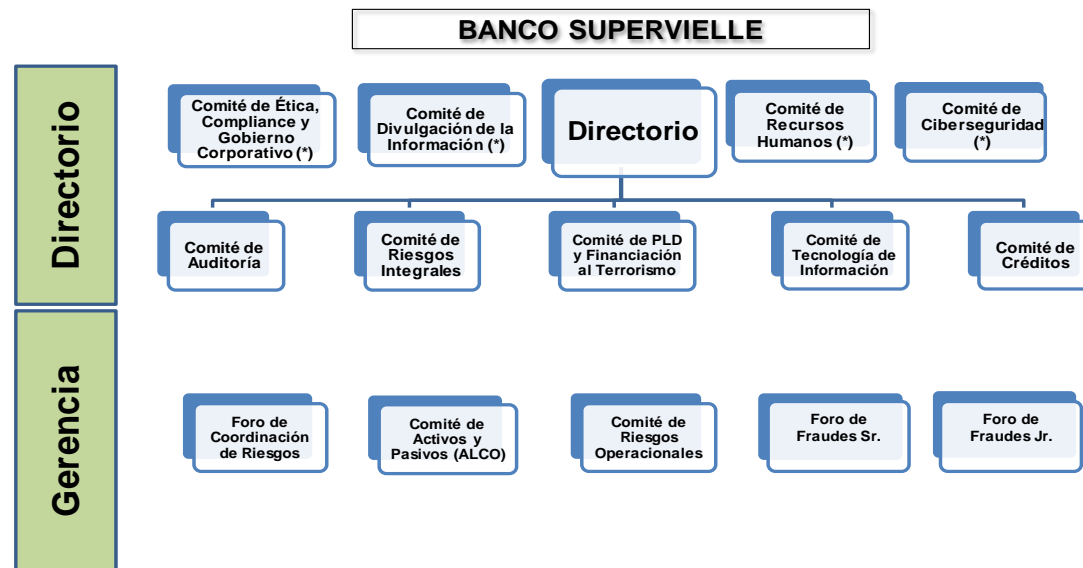 BANCO SUPERVIELLE
Directorio
Comité de Ética,
Compliance y
Gobierno
Corporativo (*)
Comité de
Divulgación de la
Información (*)
Directorio
Comité de
Recursos
Humanos (*)
Comité de
Ciberseguridad
(*)
Comité de
Auditoría
Comité de
Riesgos
Integrales
Comité de PLD
y Financiación
al Terrorismo
Comité de
Tecnología de
Información
Comité de
Créditos
Gerencia
Foro de
Coordinación
de Riesgos
Comité de
Activos y
Pasivos (ALCO)
Comité de
Riesgos
Operacionales
Foro de
Fraudes Sr.
Foro de
Fraudes Jr.